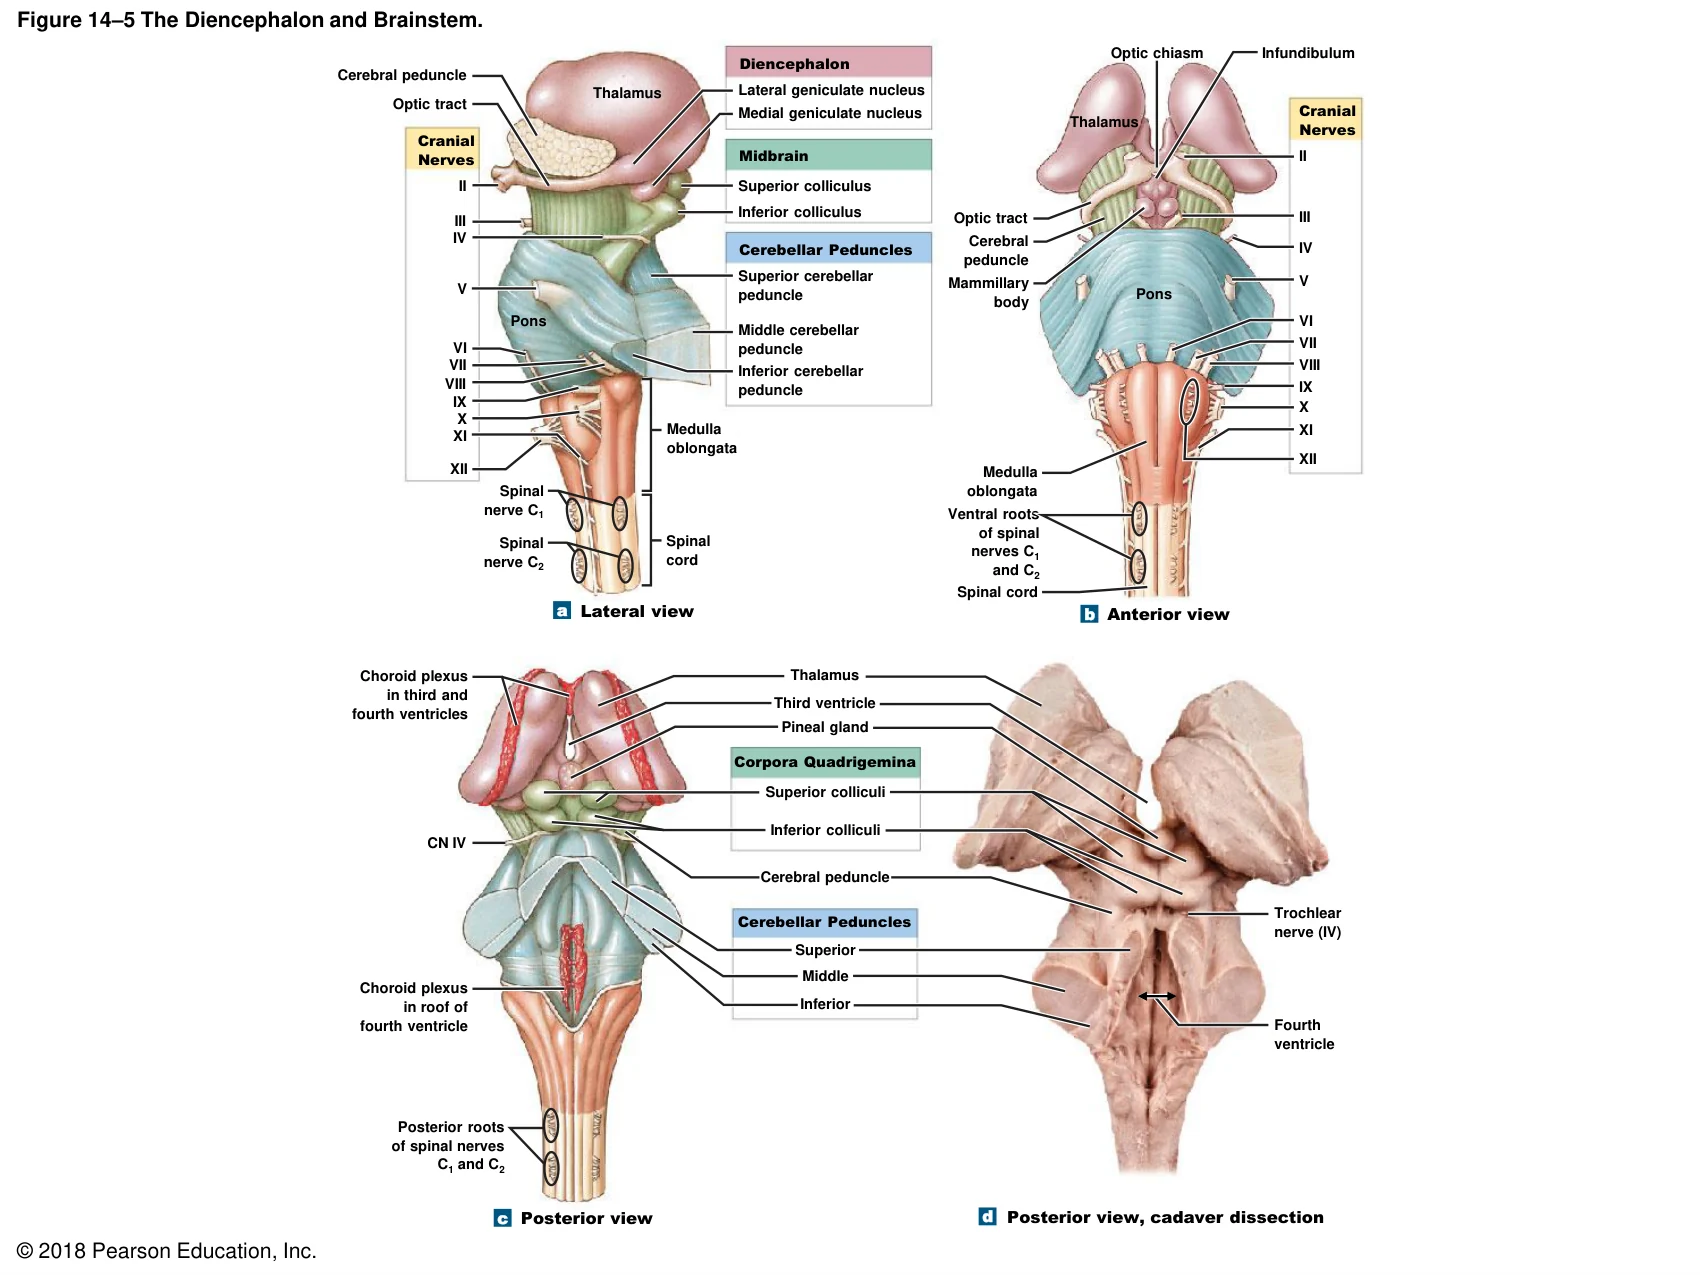 Figure 14–5 The Diencephalon and Brainstem.
Cerebral peduncle
Optic tract
Cranial
Nerves
II
III
IV
V
VI
VII
VIII
IX
X
XI
XII
Thalamus
Pons
Diencephalon
Lateral geniculate nucleus
Medial geniculate nucleus
Midbrain
Superior colliculus
Inferior colliculus
Cerebellar Peduncles
Superior cerebellar
peduncle
Middle cerebellar
peduncle
Inferior cerebellar
peduncle
Medulla
oblongata
Spinal
nerve C1
Spinal
nerve C2
Spinal
cord
a Lateral view
Optic chiasm
Infundibulum
Thalamus
Cranial
Nerves
II
III
IV
V
VI
VII
VIII
IX
X
XI
XII
Optic tract
Cerebral
peduncle
Mammillary
body
Pons
Medulla
oblongata
Ventral roots
of spinal
nerves C1
and C2
Spinal cord
b Anterior view
Choroid plexus
in third and
fourth ventricles
Thalamus
Third ventricle
Pineal gland
Corpora Quadrigemina
Superior colliculi
Inferior colliculi
CN IV
Cerebral peduncle
Cerebellar Peduncles
Superior
Middle
Inferior
Choroid plexus
in roof of
fourth ventricle
Posterior roots
of spinal nerves
C1 and C2
c Posterior view
Trochlear
nerve (IV)
Fourth
ventricle
d Posterior view, cadaver dissection
© 2018 Pearson Education, Inc.